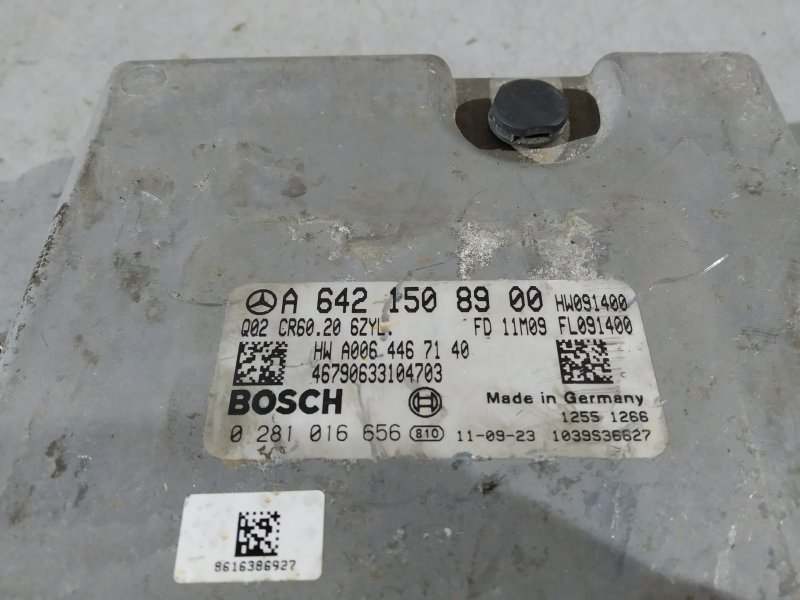 A 642 150 89 00 HW091400
Q02 CR60.20 6ZYL. FD 11M09 FL091400
HW A006 446 71 40
46790633104703
BOSCH
Made in Germany
1255 1266
0 281 016 656 810 11-09-23 1039S36627
8616386927